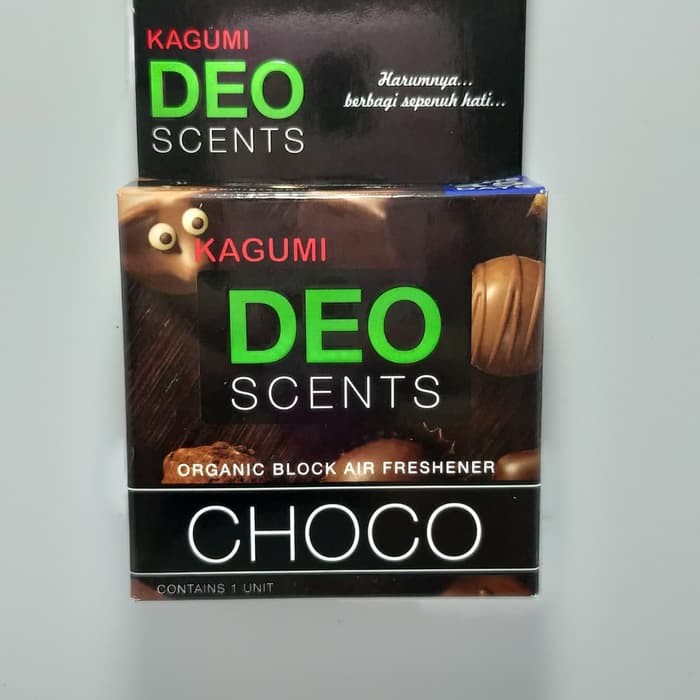 KAGUMI
DEO
SCENTS
Harumnya...
berbagi sepenuh hati...
KAGUMI
DEO
SCENTS
ORGANIC BLOCK AIR FRESHENER
CHOCO
CONTAINS 1 UNIT